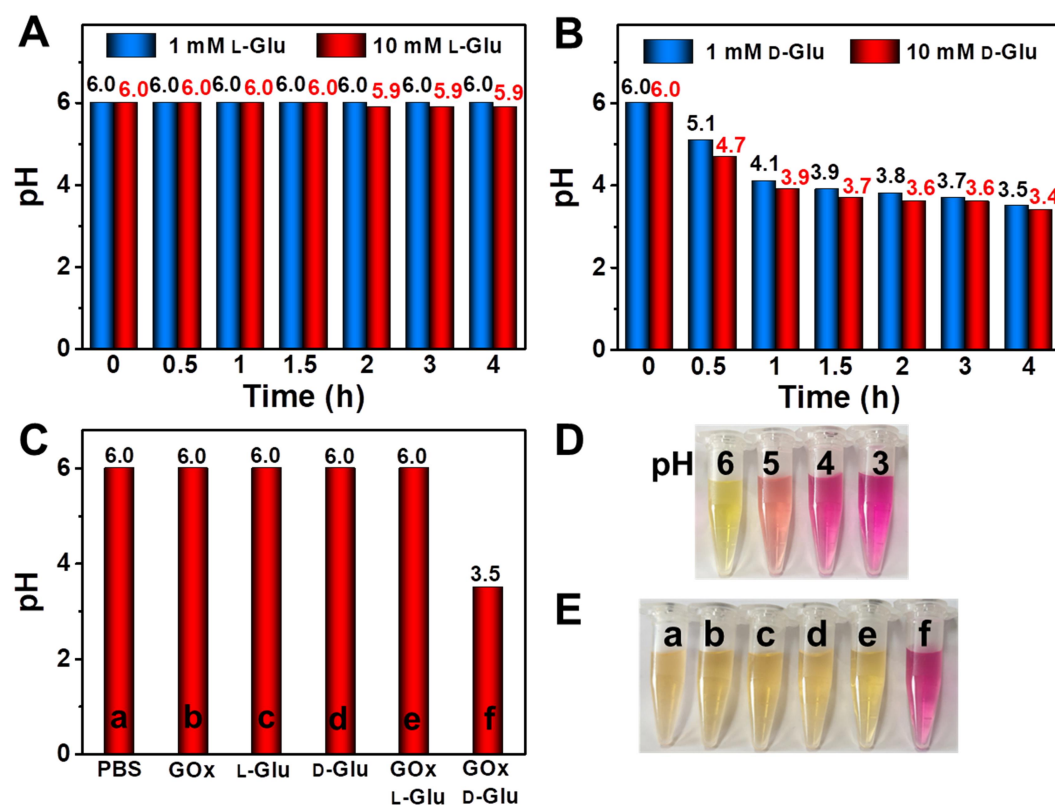 A
1 mM L-Glu
10 mM L-Glu
6.0 6.0 6.0 6.0 6.0 6.0 6.0 6.0 6.0 5.9 6.0 5.9 6.0 5.9
6
4
2
0
pH
0 0.5 1 1.5 2 3 4
Time (h)
B
1 mM D-Glu
10 mM D-Glu
6.0 6.0
5.1
4.7
4.1
3.9
3.9
3.7
3.8
3.6
3.7
3.6
3.5
3.4
6
4
2
0
pH
0 0.5 1 1.5 2 3 4
Time (h)
C
6.0 6.0 6.0 6.0 6.0
3.5
6
4
2
0
pH
a b c d e f
PBS GOx L-Glu D-Glu GOx GOx
L-Glu D-Glu
D
pH 6 5 4 3
E
a b c d e f